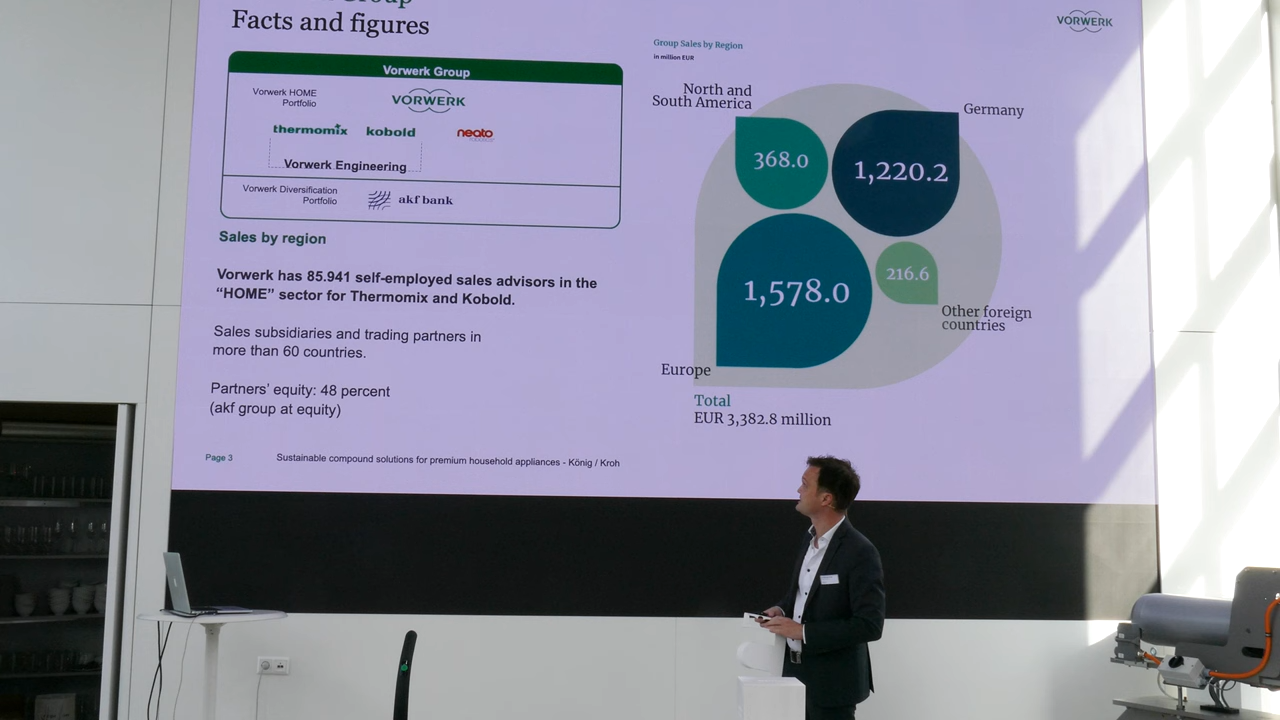 Group
Facts and figures
VORWERK
Vorwerk Group
Vorwerk HOME
Portfolio
VORWERK
thermomix
kobold
neato
Vorwerk Engineering
Vorwerk Diversification
Portfolio
akf bank
Sales by region
Vorwerk has 85.941 self-employed sales advisors in the
“HOME” sector for Thermomix and Kobold.
Sales subsidiaries and trading partners in
more than 60 countries.
Partners’ equity: 48 percent
(akf group at equity)
Page 3
Sustainable compound solutions for premium household appliances - König / Kroh
Group Sales by Region
in million EUR
North and
South America
368.0
Germany
1,220.2
1,578.0
216.6
Other foreign
countries
Europe
Total
EUR 3,382.8 million